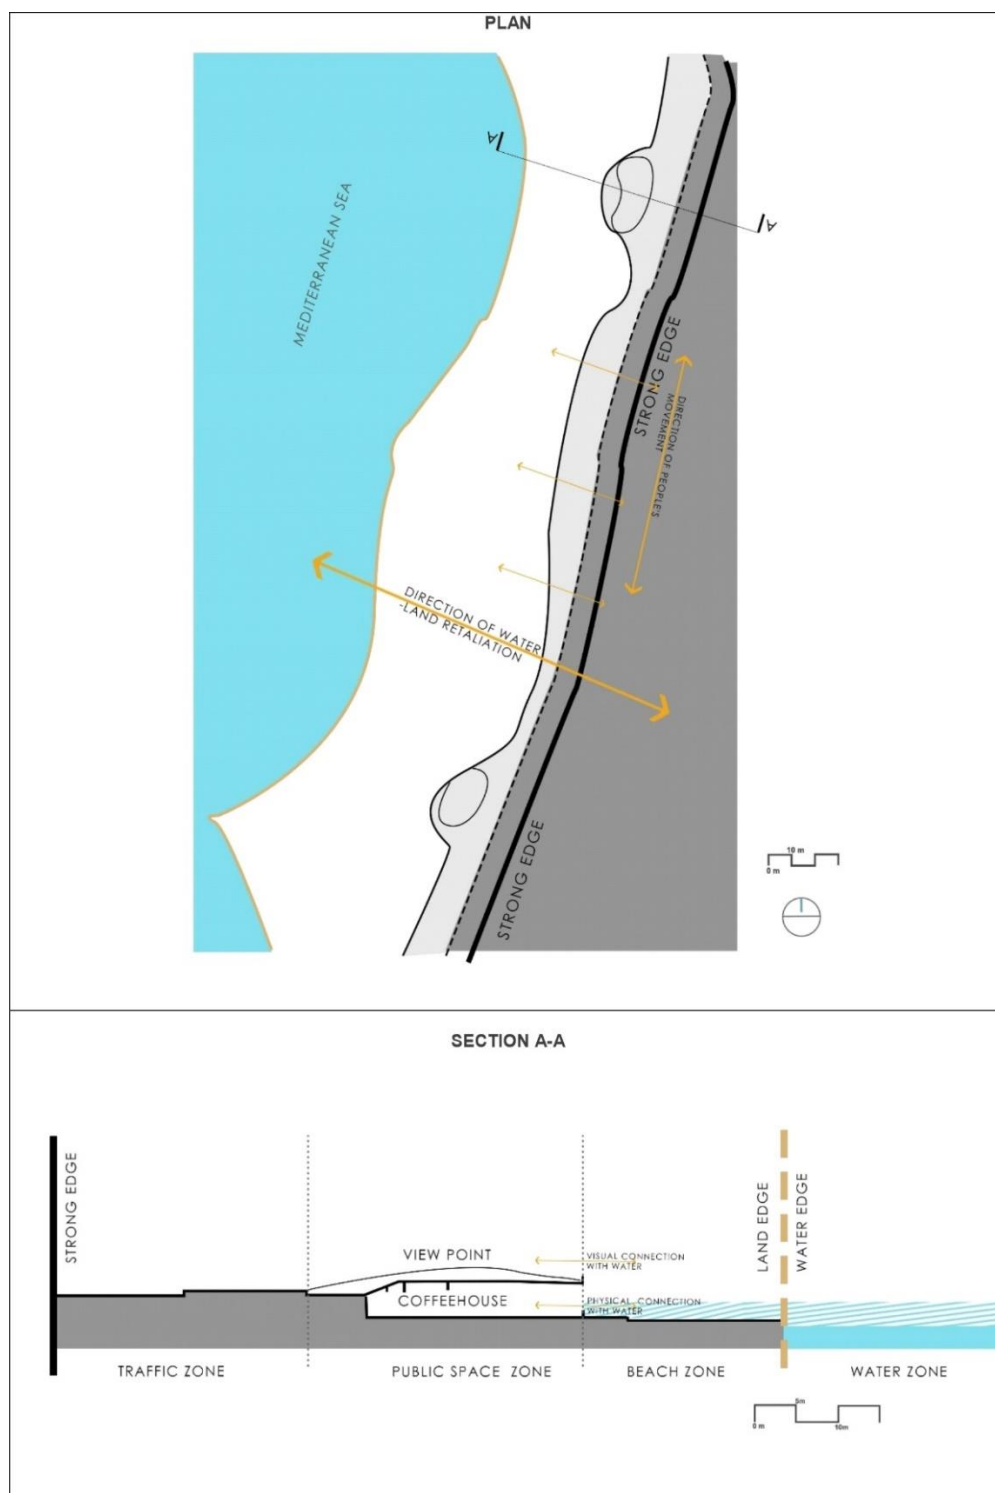 PLAN
A
A
MEDITERRANEAN SEA
STRONG EDGE
DIRECTION OF PEOPLE'S
MOVEMENT
DIRECTION OF WATER
-LAND RETALIATION
STRONG EDGE
10 m
0 m
SECTION A-A
STRONG EDGE
LAND EDGE
WATER EDGE
VIEW POINT
VISUAL CONNECTION
WITH WATER
COFFEEHOUSE
PHYSICAL CONNECTION
WITH WATER
TRAFFIC ZONE
PUBLIC SPACE ZONE
BEACH ZONE
WATER ZONE
5m
0 m
10m